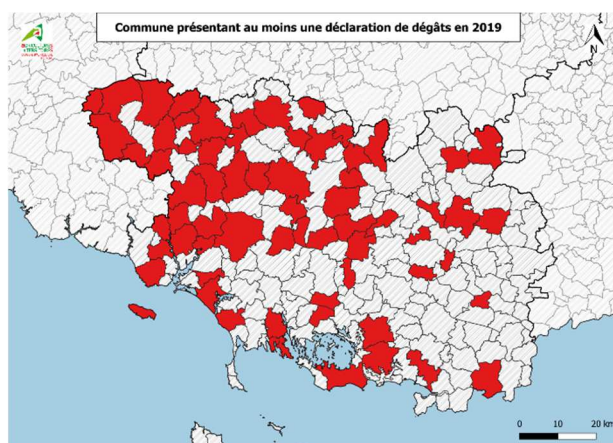 Commune présentant au moins une déclaration de dégâts en 2019
N
0 10 20 km